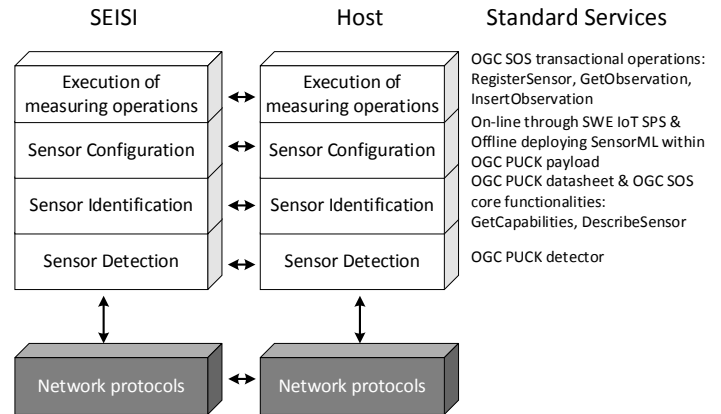 SEISI
Host
Standard Services
Execution of
measuring operations
Execution of
measuring operations
OGC SOS transactional operations:
RegisterSensor, GetObservation,
InsertObservation
Sensor Configuration
Sensor Configuration
On-line through SWE IoT SPS &
Offline deploying SensorML within
OGC PUCK payload
Sensor Identification
Sensor Identification
OGC PUCK datasheet & OGC SOS
core functionalities:
GetCapabilities, DescribeSensor
Sensor Detection
Sensor Detection
OGC PUCK detector
Network protocols
Network protocols